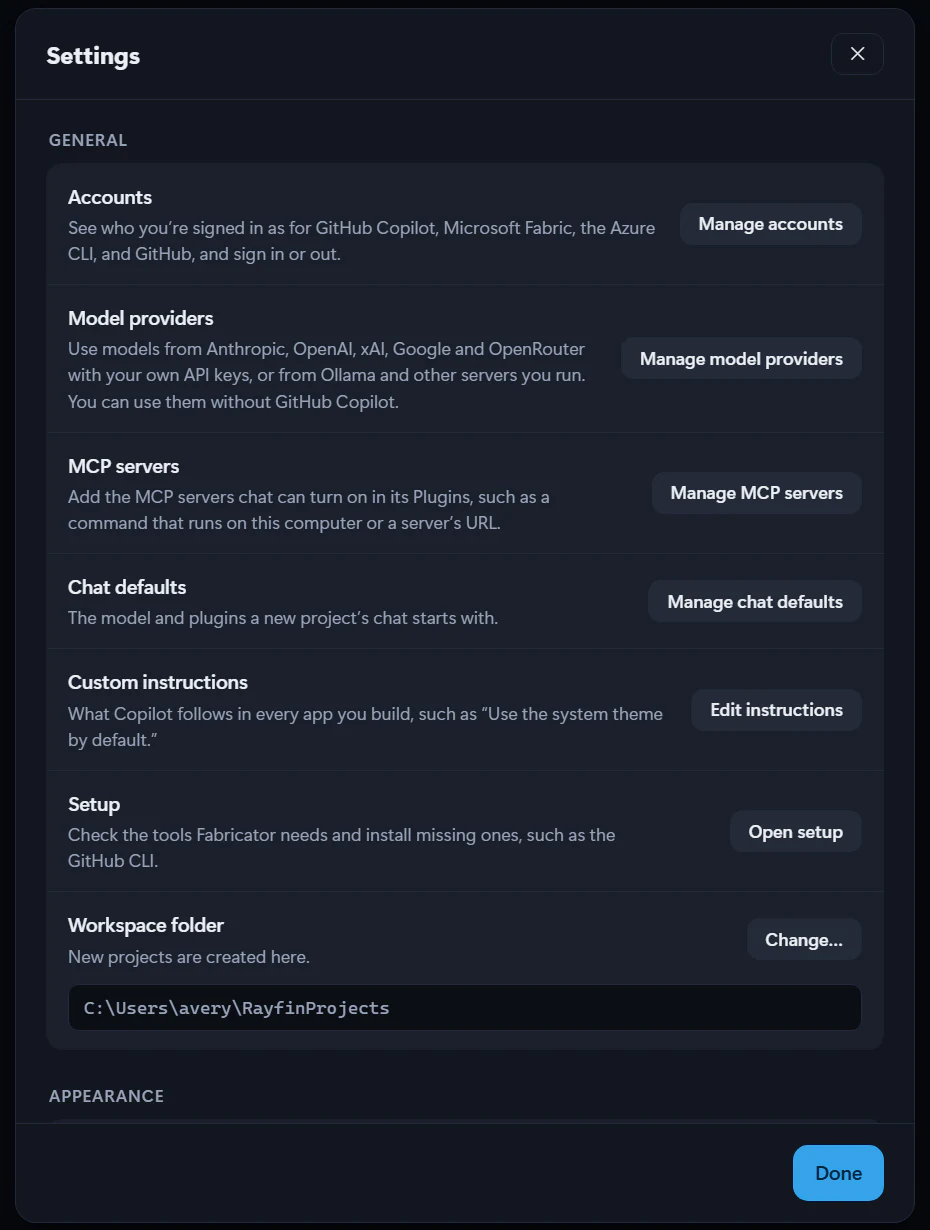 Settings
GENERAL
Accounts
See who you’re signed in as for GitHub Copilot, Microsoft Fabric, the Azure
CLI, and GitHub, and sign in or out.
Manage accounts
Model providers
Use models from Anthropic, OpenAI, xAI, Google and OpenRouter
with your own API keys, or from Ollama and other servers you run.
You can use them without GitHub Copilot.
Manage model providers
MCP servers
Add the MCP servers chat can turn on in its Plugins, such as a
command that runs on this computer or a server’s URL.
Manage MCP servers
Chat defaults
The model and plugins a new project’s chat starts with.
Manage chat defaults
Custom instructions
What Copilot follows in every app you build, such as “Use the system theme
by default.”
Edit instructions
Setup
Check the tools Fabricator needs and install missing ones, such as the
GitHub CLI.
Open setup
Workspace folder
New projects are created here.
Change...
C:\Users\avery\RayfinProjects
APPEARANCE
Done